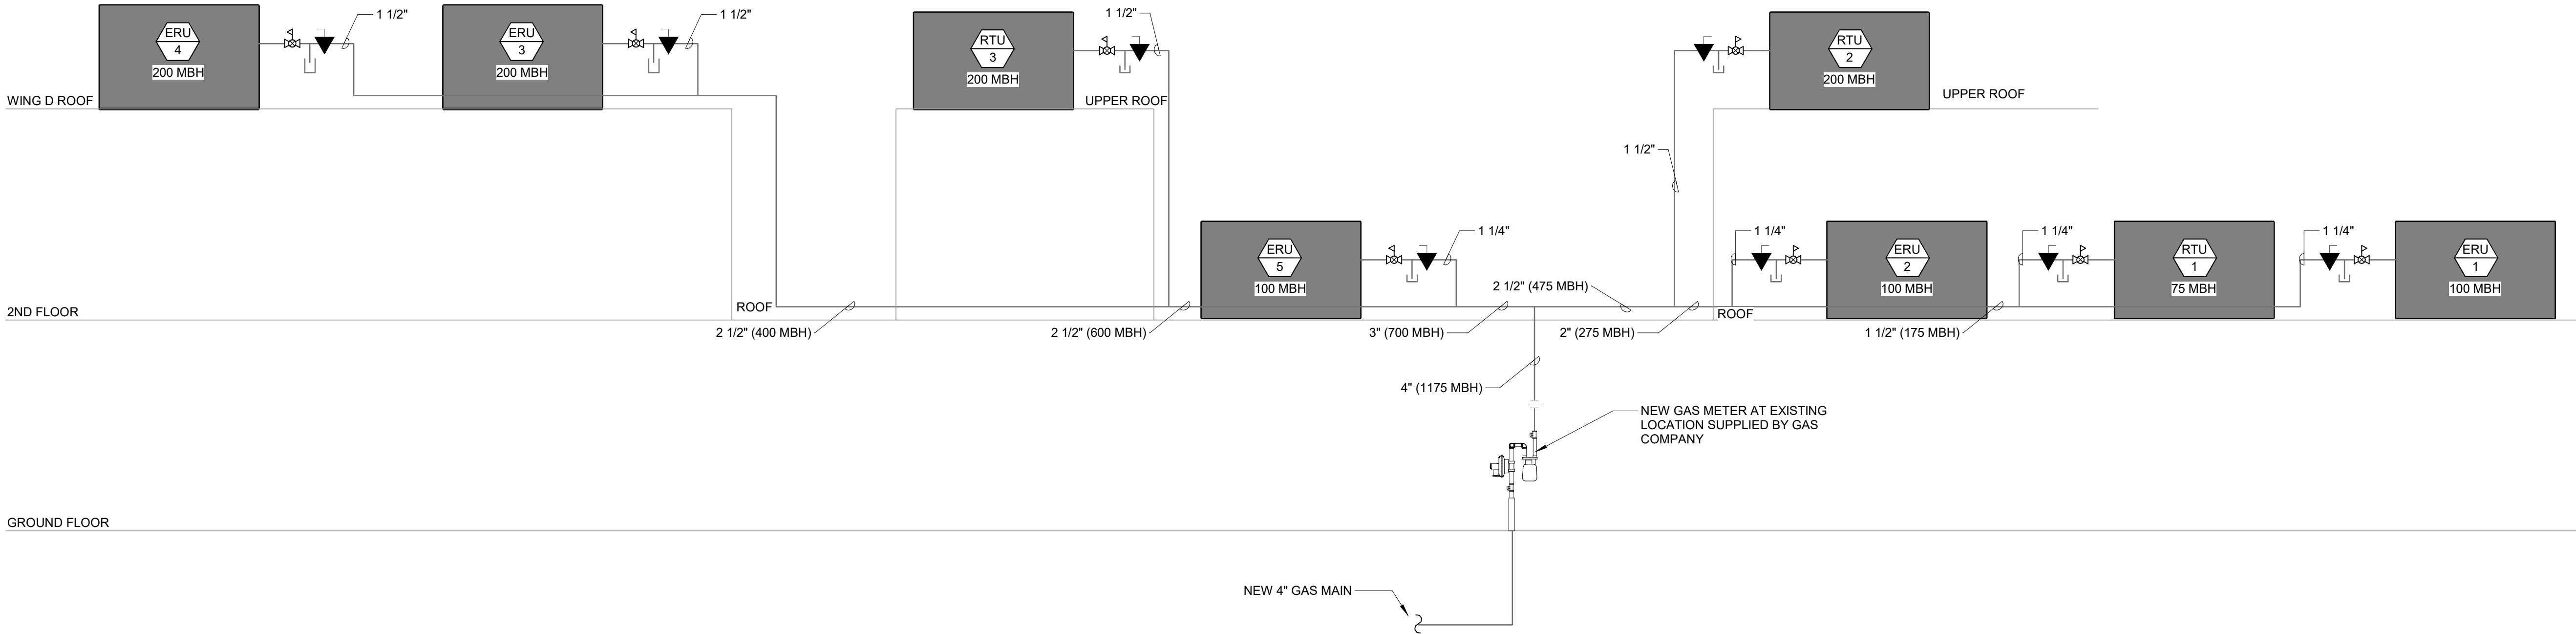 1 1/2"
1 1/2"
1 1/2"
ERU
4
200 MBH
ERU
3
200 MBH
RTU
3
200 MBH
RTU
2
200 MBH
WING D ROOF
UPPER ROOF
UPPER ROOF
1 1/2"
ERU
5
100 MBH
1 1/4"
1 1/4"
ERU
2
100 MBH
1 1/4"
RTU
1
75 MBH
1 1/4"
ERU
1
100 MBH
2 1/2" (475 MBH)
2ND FLOOR
ROOF
ROOF
2 1/2" (400 MBH)
2 1/2" (600 MBH)
3" (700 MBH)
2" (275 MBH)
1 1/2" (175 MBH)
4" (1175 MBH)
NEW GAS METER AT EXISTING
LOCATION SUPPLIED BY GAS
COMPANY
GROUND FLOOR
NEW 4" GAS MAIN